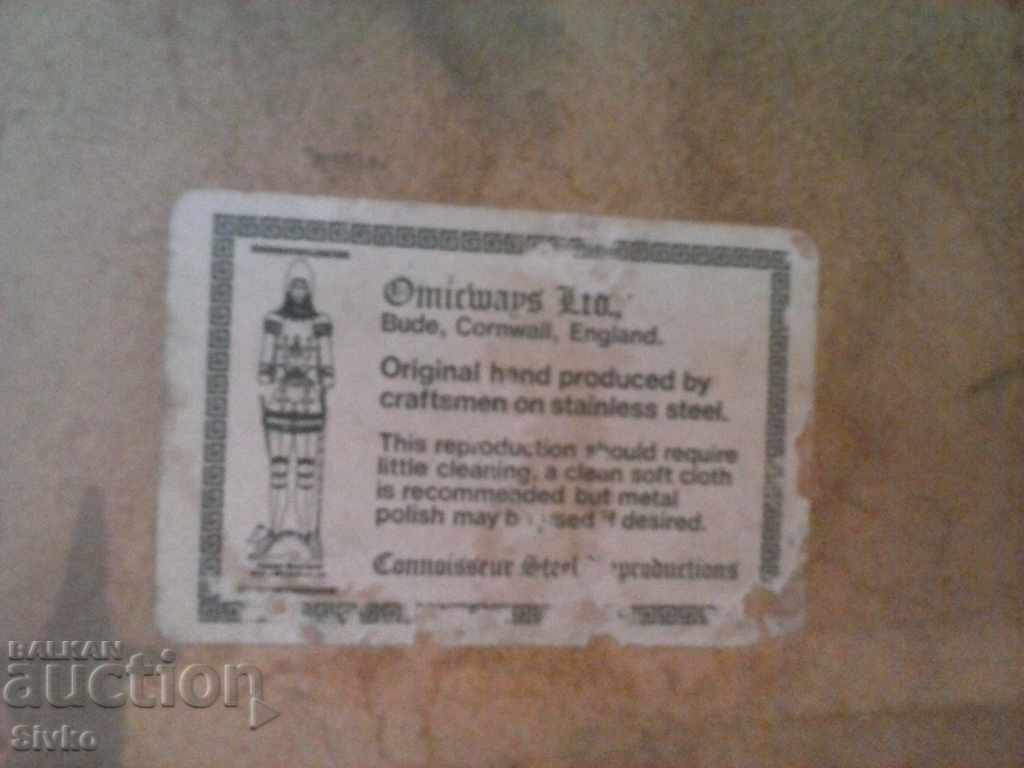 Omicways Ltd.,
Bude, Cornwall, England.
Original hand produced by
craftsmen on stainless steel.
This reproduction should require
little cleaning, a clean soft cloth
is recommended but metal
polish may be used if desired.
Connoisseur Steel Reproductions
BALKAN
auction
Sivko